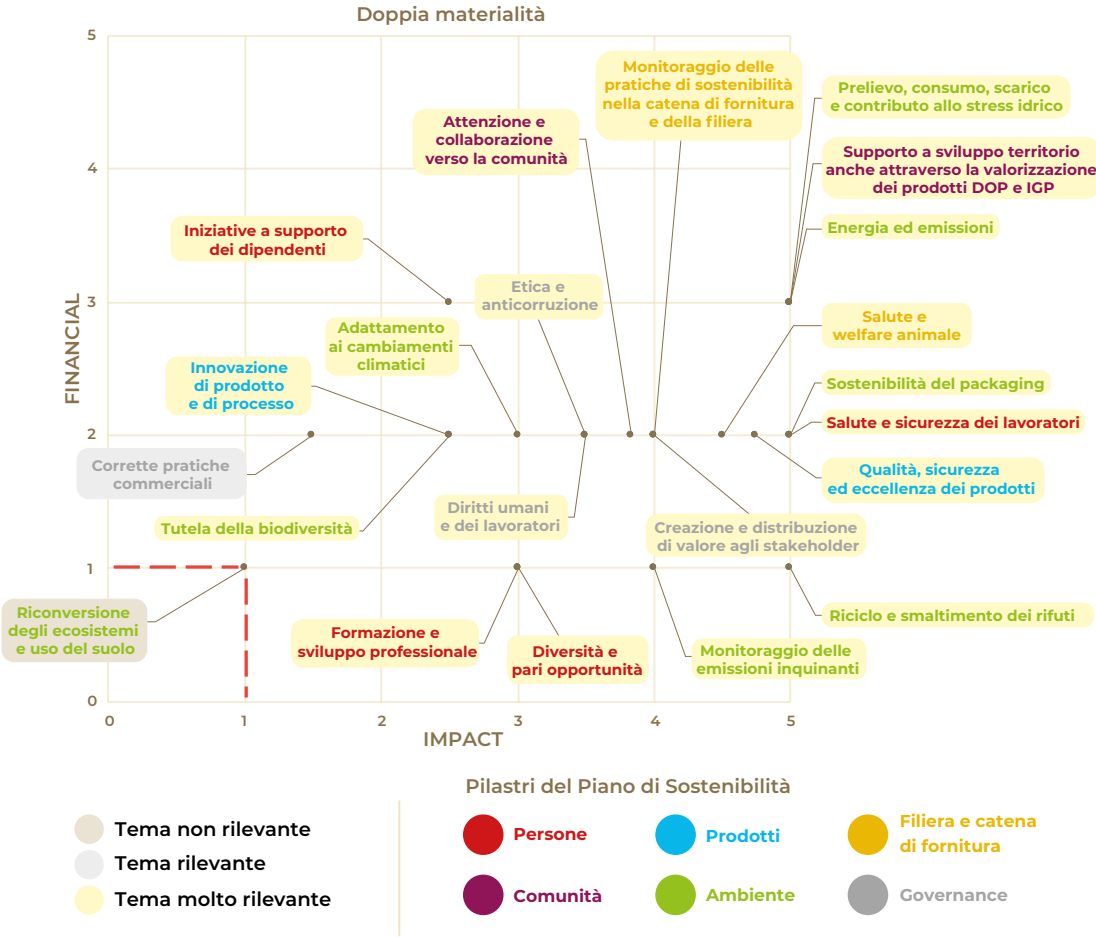 Doppia materialità
5
Monitoraggio delle
pratiche di sostenibilità
nella catena di fornitura
e della filiera
Prelievo, consumo, scarico
e contributo allo stress idrico
Attenzione e
collaborazione
verso la comunità
Supporto a sviluppo territorio
anche attraverso la valorizzazione
dei prodotti DOP e IGP
4
Iniziative a supporto
dei dipendenti
Energia ed emissioni
FINANCIAL
3
Etica e
anticorruzione
Salute e
welfare animale
Adattamento
ai cambiamenti
climatici
Innovazione
di prodotto
e di processo
Sostenibilità del packaging
Salute e sicurezza dei lavoratori
2
Corrette pratiche
commerciali
Qualità, sicurezza
ed eccellenza dei prodotti
Tutela della biodiversità
Diritti umani
e dei lavoratori
Creazione e distribuzione
di valore agli stakeholder
1
Riconversione
degli ecosistemi
e uso del suolo
Formazione e
sviluppo professionale
Diversità e
pari opportunità
Monitoraggio delle
emissioni inquinanti
Riciclo e smaltimento dei rifuti
0
0 1 2 3 4 5
IMPACT
Pilastri del Piano di Sostenibilità
Tema non rilevante
Tema rilevante
Tema molto rilevante
Persone
Prodotti
Filiera e catena
di fornitura
Comunità
Ambiente
Governance